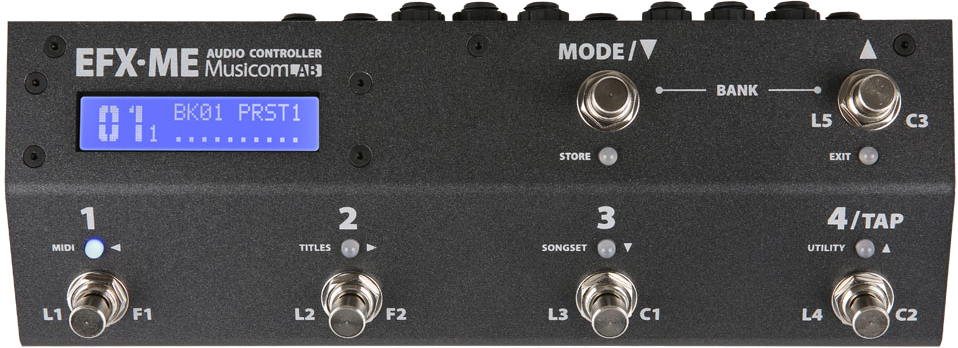 EFX·ME AUDIO CONTROLLER
MusicomLAB
MODE/▼ ▲
BANK
01 1 BK01 PRST1
L5 C3
STORE EXIT
1 2 3 4/TAP
MIDI ◀ TITLES ▶ SONGSET ▼ UTILITY ▲
L1 F1 L2 F2 L3 C1 L4 C2